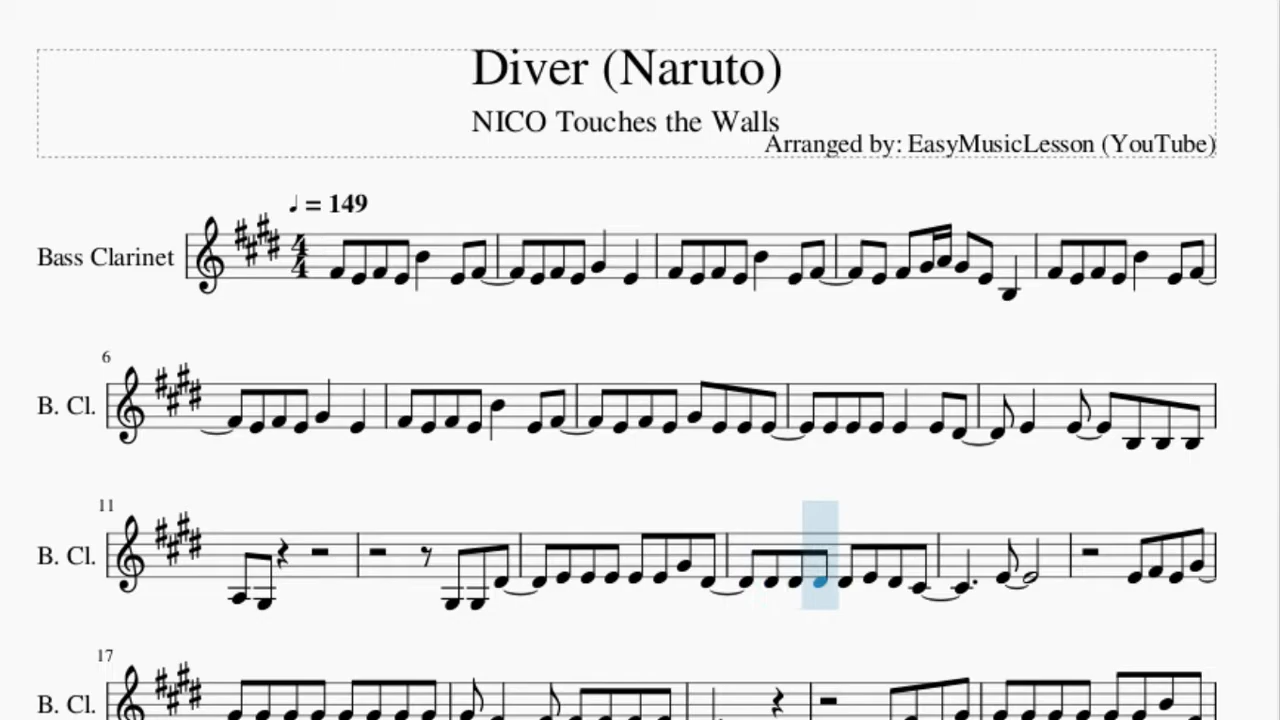 Diver (Naruto)
NICO Touches the Walls
Arranged by: EasyMusicLesson (YouTube)
♩ = 149
Bass Clarinet
4
4
6
B. Cl.
11
B. Cl.
17
B. Cl.